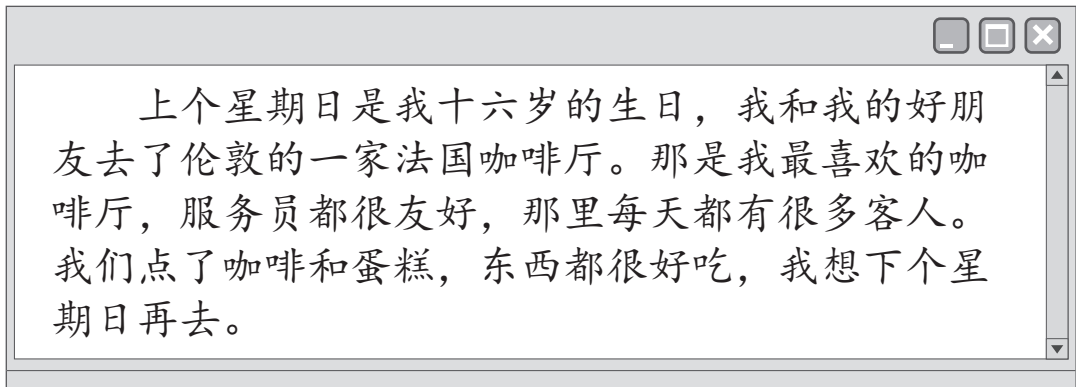 上个星期日是我十六岁的生日，我和我的好朋
友去了伦敦的一家法国咖啡厅。那是我最喜欢的咖
啡厅，服务员都很友好，那里每天都有很多客人。
我们点了咖啡和蛋糕，东西都很好吃，我想下个星
期日再去。